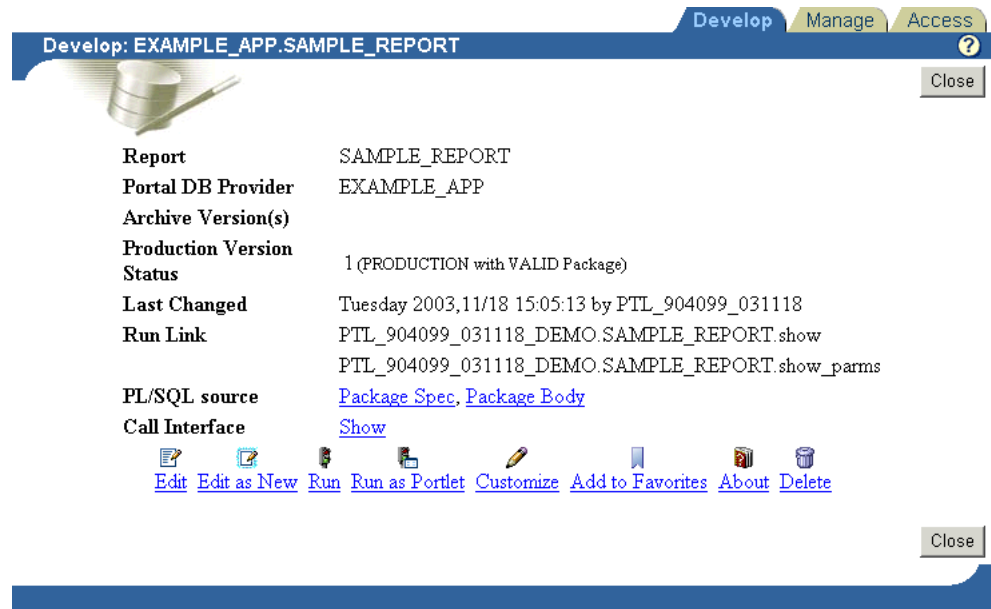 Develop Manage Access
Develop: EXAMPLE_APP.SAMPLE_REPORT ?
Close
Report SAMPLE_REPORT
Portal DB Provider EXAMPLE_APP
Archive Version(s)
Production Version
Status 1 (PRODUCTION with VALID Package)
Last Changed Tuesday 2003,11/18 15:05:13 by PTL_904099_031118
Run Link PTL_904099_031118_DEMO.SAMPLE_REPORT.show
PTL_904099_031118_DEMO.SAMPLE_REPORT.show_parms
PL/SQL source Package Spec, Package Body
Call Interface Show
Edit Edit as New Run Run as Portlet Customize Add to Favorites About Delete
Close